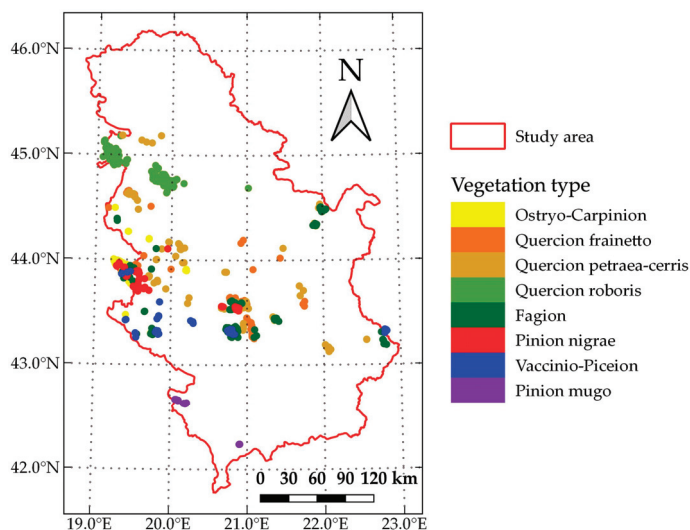 46.0°N
45.0°N
44.0°N
43.0°N
42.0°N
N
0 30 60 90 120 km
19.0°E 20.0°E 21.0°E 22.0°E 23.0°E
Study area
Vegetation type
Ostryo-Carpinion
Quercion frainetto
Quercion petraea-cerris
Quercion roboris
Fagion
Pinion nigrae
Vaccinio-Piceion
Pinion mugo